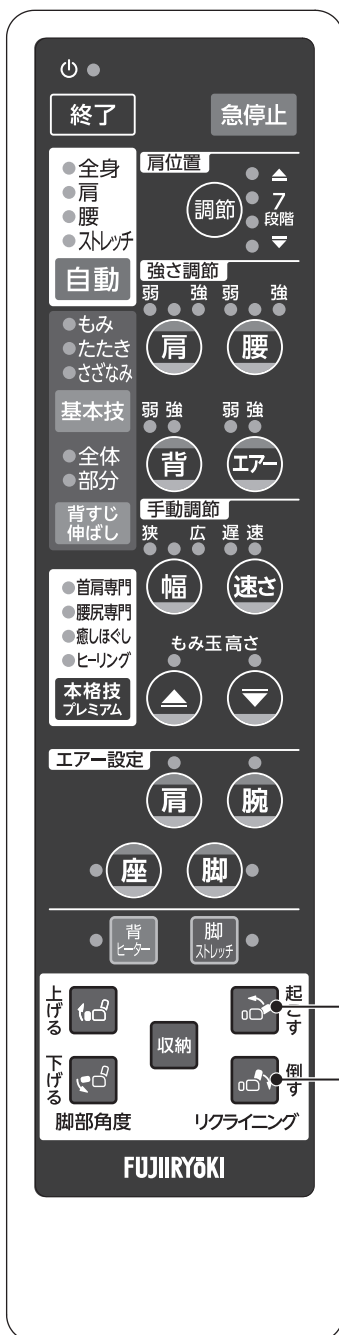 終了 急停止
全身
肩
腰
ストレッチ
自動
肩位置
調節
7
段階
強さ調節
弱 強 弱 強
肩 腰
もみ
たたき
さざなみ
基本技
弱 強 弱 強
背 エアー
全体
部分
背すじ
伸ばし
手動調節
狭 広 遅 速
幅 速さ
首肩専門
腰尻専門
癒しほぐし
ヒーリング
本格技
プレミアム
もみ玉高さ
エアー設定
肩 腕
座 脚
背
ヒーター
脚
ストレッチ
上げる
下げる
脚部角度
収納
起こす
倒す
リクライニング
FUJIIRYōKI